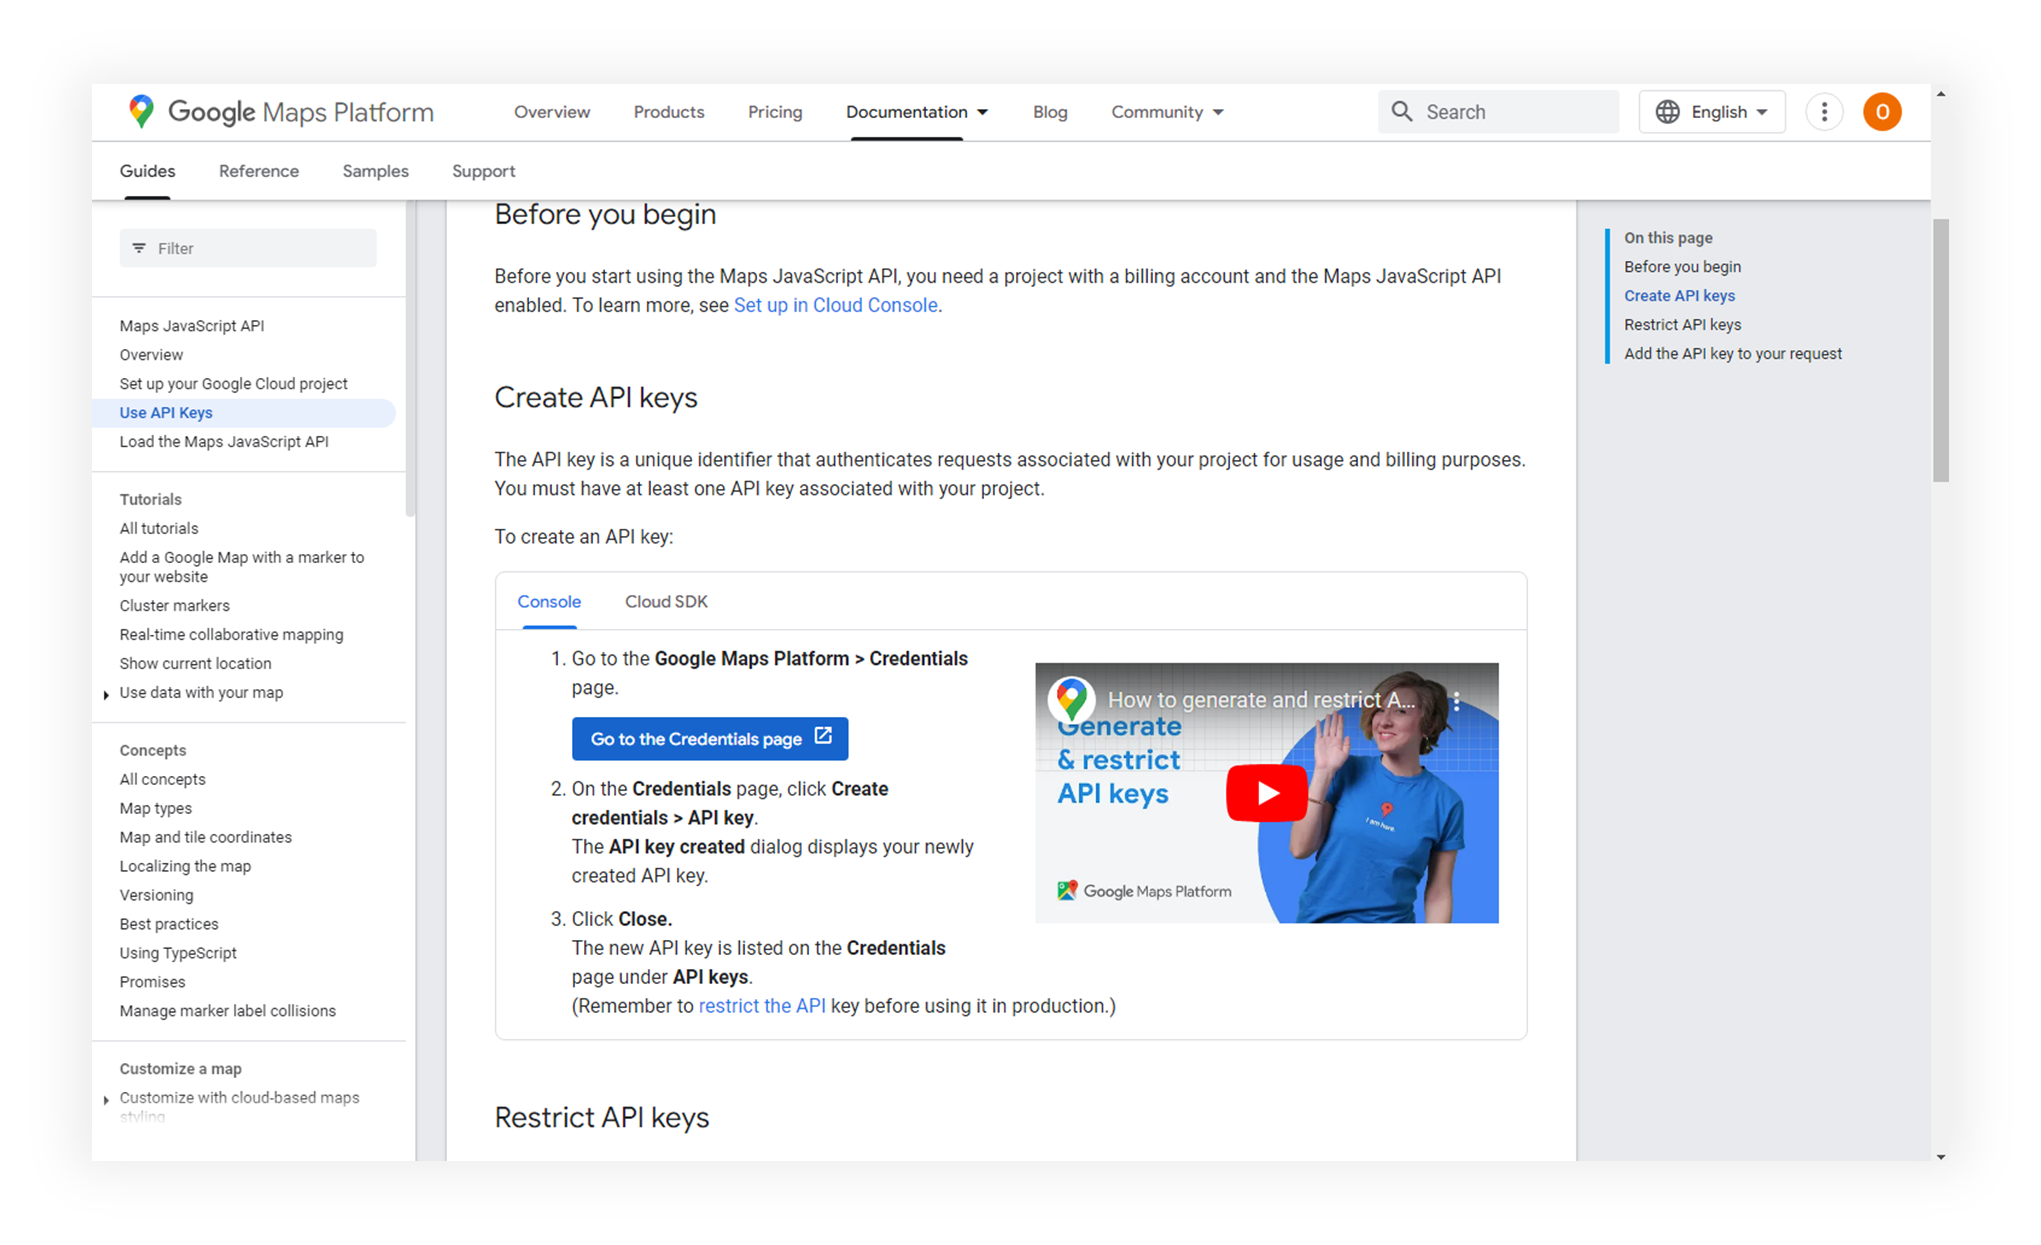 Google Maps Platform
Overview
Products
Pricing
Documentation
Blog
Community
Search
English
O
Guides
Reference
Samples
Support
Filter
Maps JavaScript API
Overview
Set up your Google Cloud project
Use API Keys
Load the Maps JavaScript API
Tutorials
All tutorials
Add a Google Map with a marker to
your website
Cluster markers
Real-time collaborative mapping
Show current location
Use data with your map
Concepts
All concepts
Map types
Map and tile coordinates
Localizing the map
Versioning
Best practices
Using TypeScript
Promises
Manage marker label collisions
Customize a map
Customize with cloud-based maps
styling
Before you begin
Before you start using the Maps JavaScript API, you need a project with a billing account and the Maps JavaScript API
enabled. To learn more, see Set up in Cloud Console.
Create API keys
The API key is a unique identifier that authenticates requests associated with your project for usage and billing purposes.
You must have at least one API key associated with your project.
To create an API key:
Console
Cloud SDK
1. Go to the Google Maps Platform > Credentials
page.
Go to the Credentials page
2. On the Credentials page, click Create
credentials > API key.
The API key created dialog displays your newly
created API key.
3. Click Close.
The new API key is listed on the Credentials
page under API keys.
(Remember to restrict the API key before using it in production.)
How to generate and restrict A...
Generate
& restrict
API keys
I am here.
Google Maps Platform
Restrict API keys
On this page
Before you begin
Create API keys
Restrict API keys
Add the API key to your request